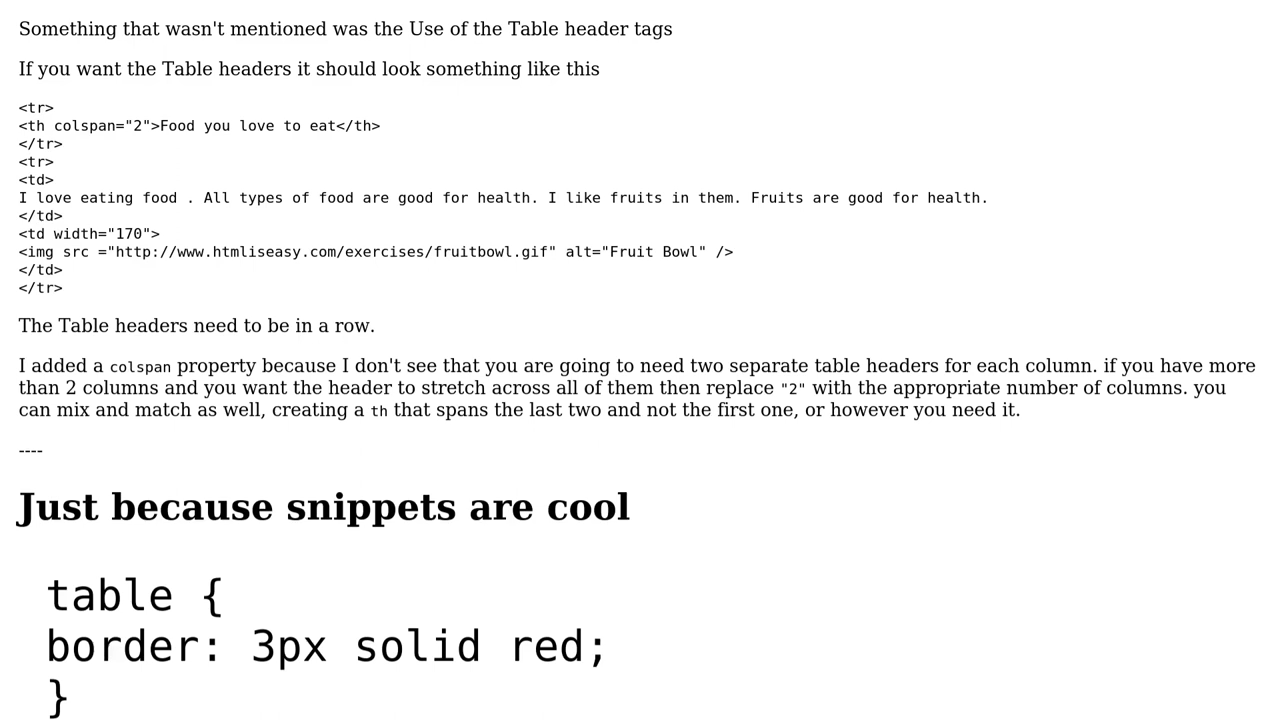 Something that wasn't mentioned was the Use of the Table header tags
If you want the Table headers it should look something like this
<tr>
<th colspan="2">Food you love to eat</th>
</tr>
<tr>
<td>
I love eating food . All types of food are good for health. I like fruits in them. Fruits are good for health.
</td>
<td width="170">
<img src ="http://www.htmliseasy.com/exercises/fruitbowl.gif" alt="Fruit Bowl" />
</td>
</tr>
The Table headers need to be in a row.
I added a colspan property because I don't see that you are going to need two separate table headers for each column. if you have more
than 2 columns and you want the header to stretch across all of them then replace "2" with the appropriate number of columns. you
can mix and match as well, creating a th that spans the last two and not the first one, or however you need it.
----
Just because snippets are cool
table {
border: 3px solid red;
}